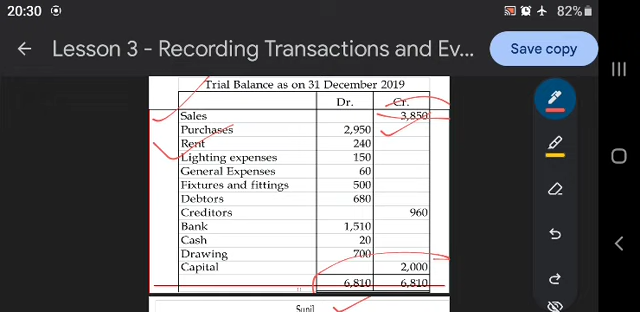 20:30 82%
Lesson 3 - Recording Transactions and Ev... Save copy
Trial Balance as on 31 December 2019
Dr. Cr.
Sales 3,850
Purchases 2,950
Rent 240
Lighting expenses 150
General Expenses 60
Fixtures and fittings 500
Debtors 680
Creditors 960
Bank 1,510
Cash 20
Drawing 700
Capital 2,000
6,810 6,810
Sunil